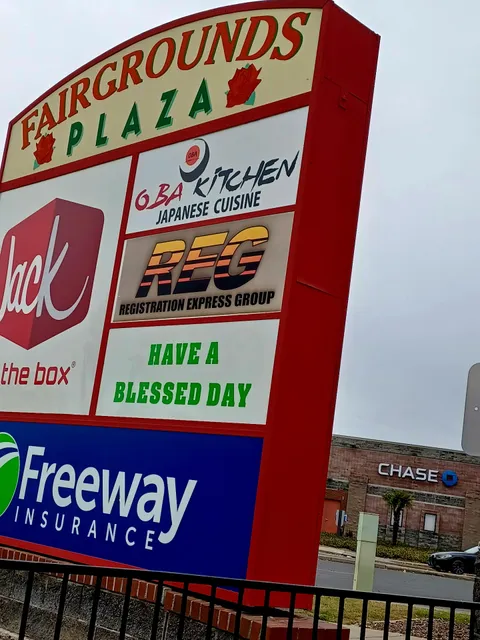 FAIRGROUNDS
PLAZA
OBA KITCHEN
JAPANESE CUISINE
Jack
the box®
REG
REGISTRATION EXPRESS GROUP
HAVE A
BLESSED DAY
Freeway
INSURANCE
CHASE